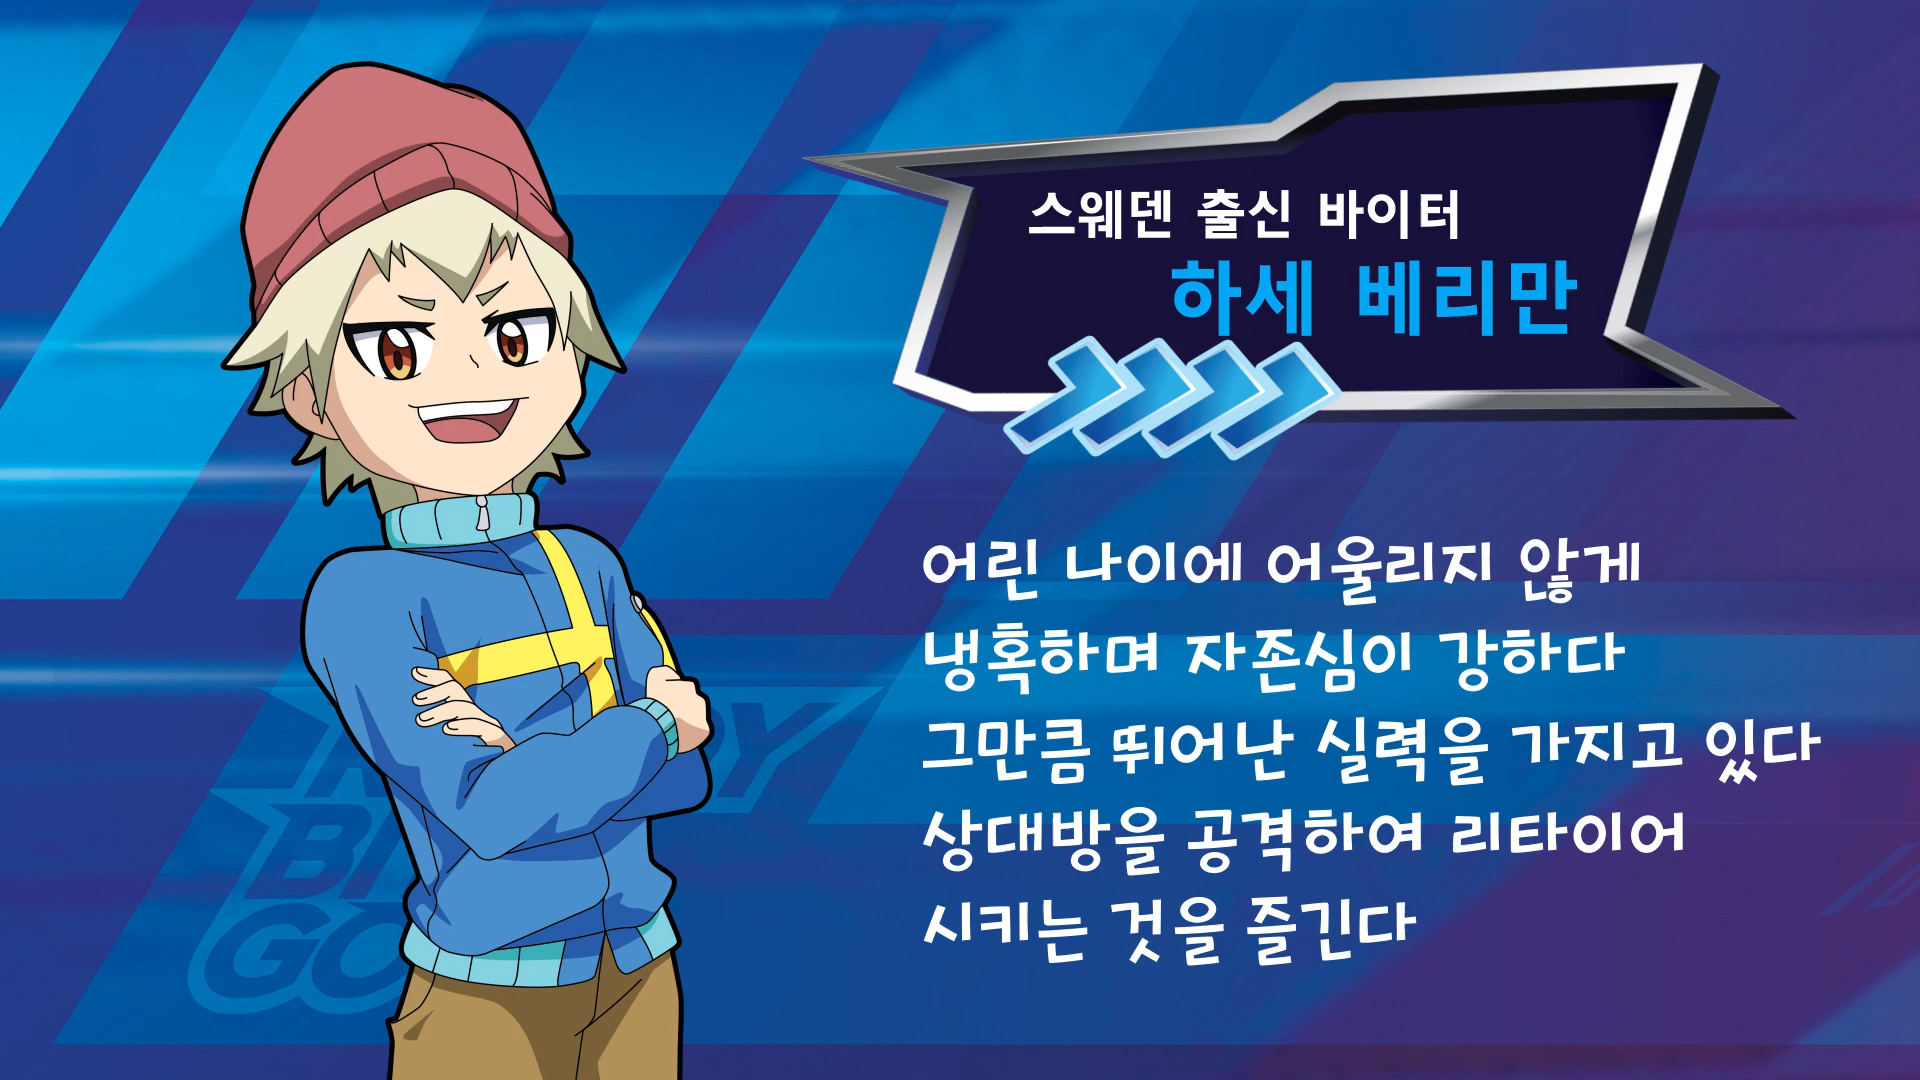 스웨덴 출신 바이터
하세 베리만
어린 나이에 어울리지 않게
냉혹하며 자존심이 강하다
그만큼 뛰어난 실력을 가지고 있다
상대방을 공격하여 리타이어
시키는 것을 즐긴다